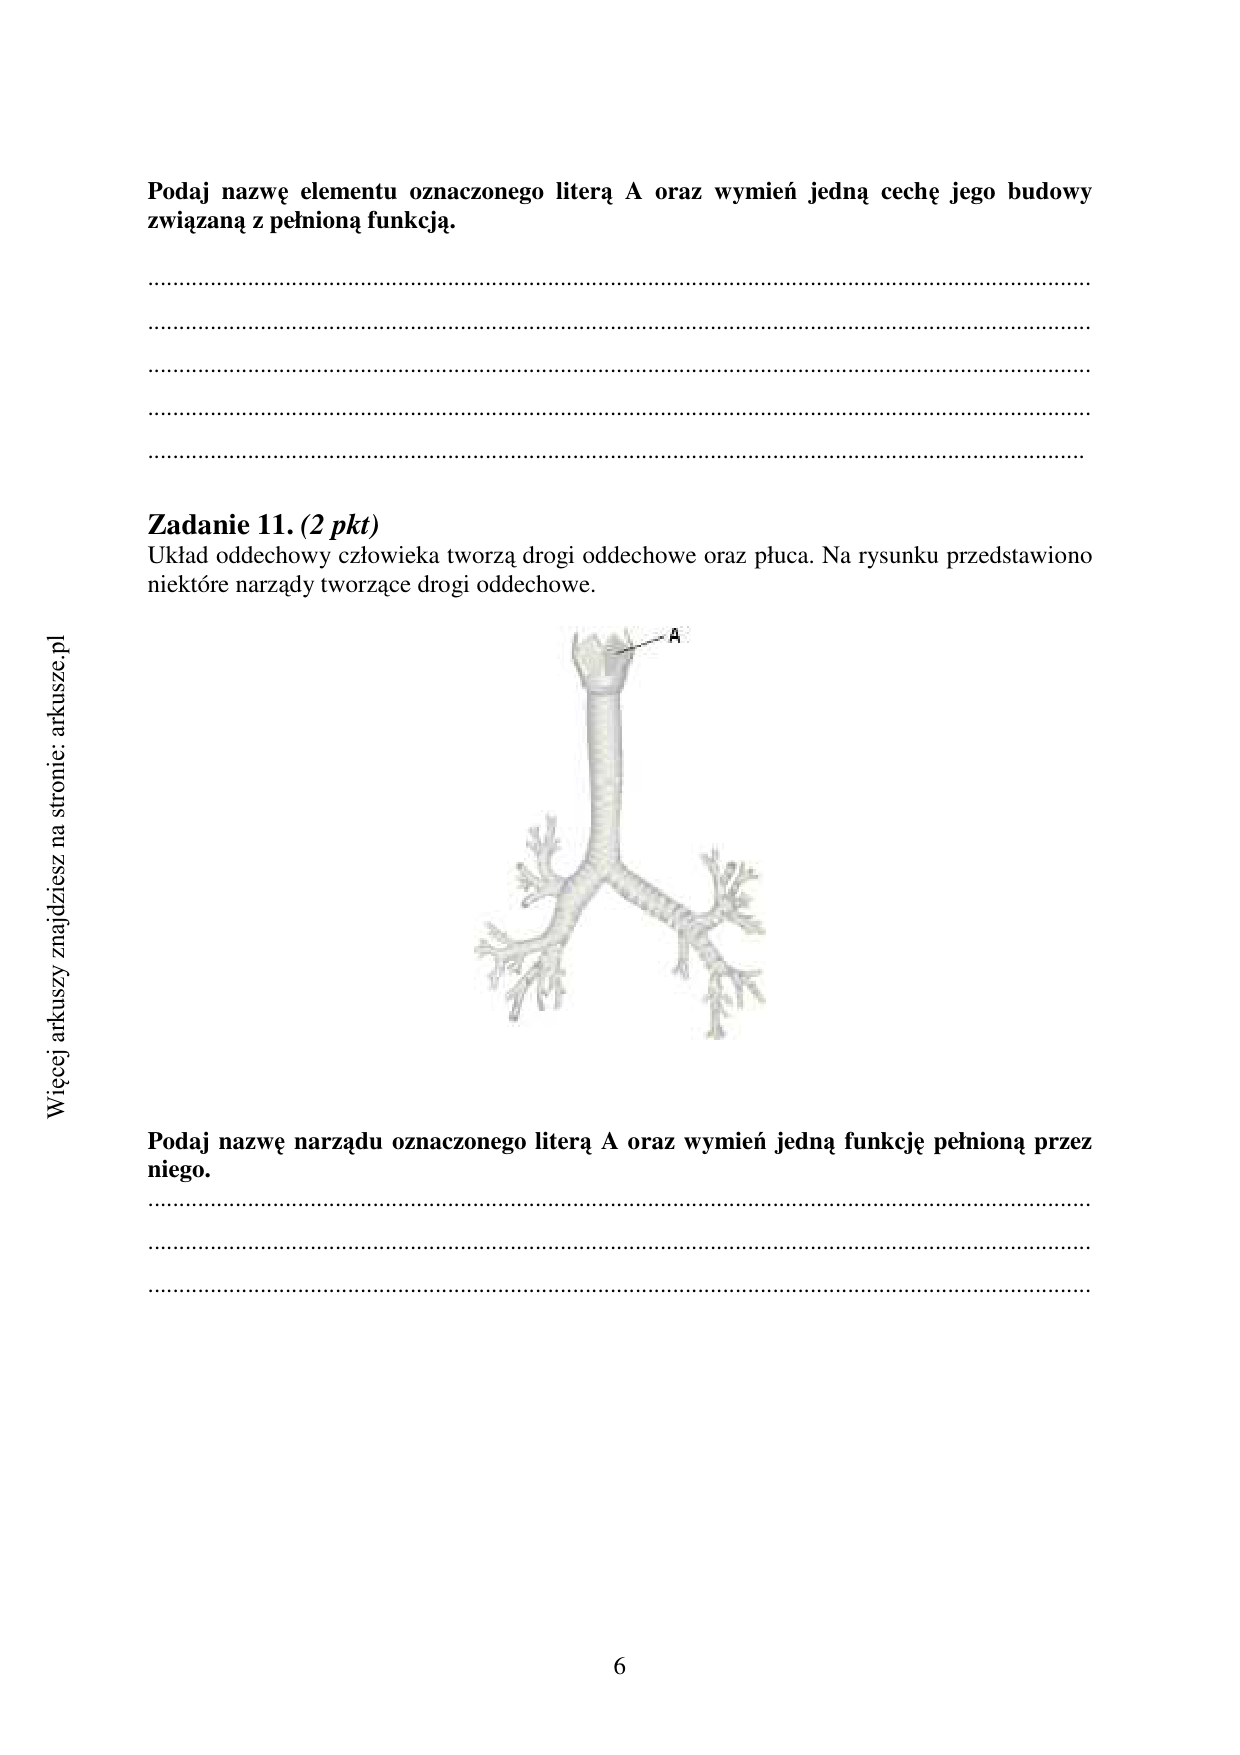 Podaj nazwę elementu oznaczonego literą A oraz wymień jedną cechę jego budowy
związaną z pełnioną funkcją.
........................................................................................................................................................
........................................................................................................................................................
........................................................................................................................................................
........................................................................................................................................................
.......................................................................................................................................................
Zadanie 11. (2 pkt)
Układ oddechowy człowieka tworzą drogi oddechowe oraz płuca. Na rysunku przedstawiono
niektóre narządy tworzące drogi oddechowe.
A
Podaj nazwę narządu oznaczonego literą A oraz wymień jedną funkcję pełnioną przez
niego.
........................................................................................................................................................
........................................................................................................................................................
........................................................................................................................................................
Więcej arkuszy znajdziesz na stronie: arkusze.pl
6